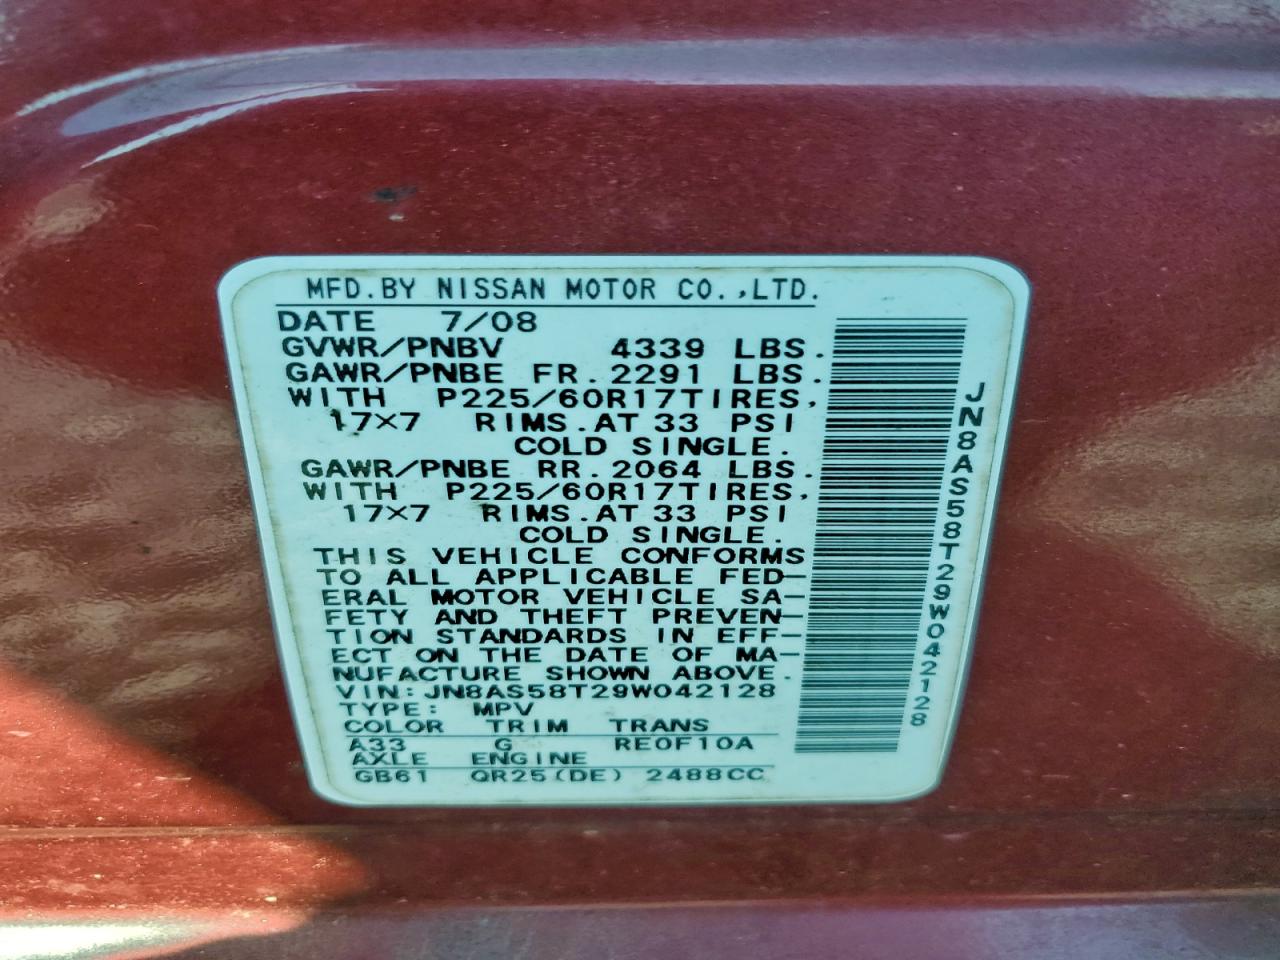 MFD.BY NISSAN MOTOR CO.,LTD.
DATE 7/08
GVWR/PNBV 4339 LBS.
GAWR/PNBE FR.2291 LBS.
WITH P225/60R17TIRES,
17×7 RIMS.AT 33 PSI
COLD SINGLE.
GAWR/PNBE RR.2064 LBS.
WITH P225/60R17TIRES.
17×7 RIMS.AT 33 PSI
COLD SINGLE.
THIS VEHICLE CONFORMS
TO ALL APPLICABLE FED-
ERAL MOTOR VEHICLE SA-
FETY AND THEFT PREVEN-
TION STANDARDS IN EFF-
ECT ON THE DATE OF MA-
NUFACTURE SHOWN ABOVE.
VIN:JN8AS58T29W042128
TYPE: MPV
COLOR TRIM TRANS
A33 G RE0F10A
AXLE ENGINE
GB61 QR25(DE) 2488CC
JN8AS58T29W042128